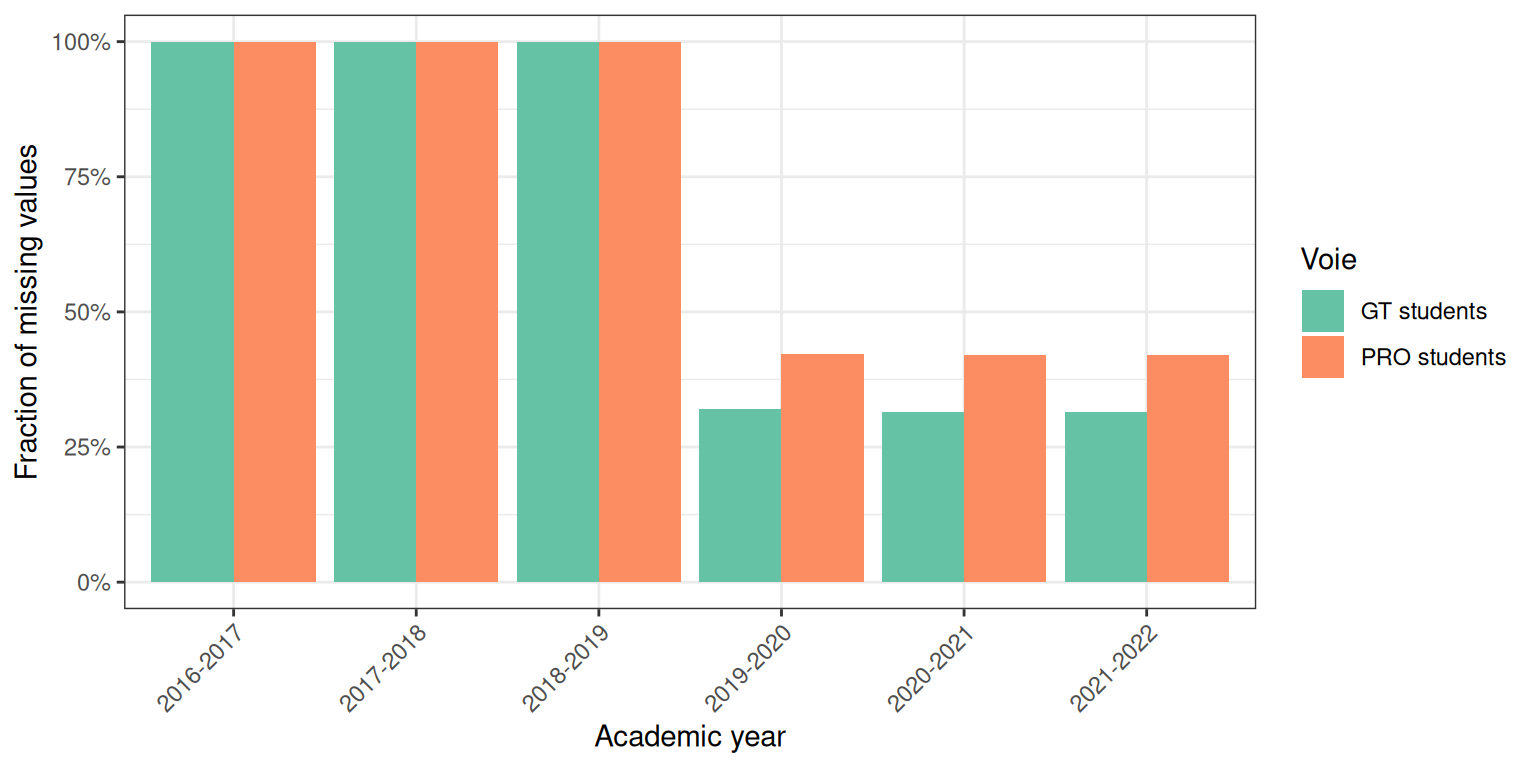 Fraction of missing values
100%
75%
50%
25%
0%
2016-2017
2017-2018
2018-2019
2019-2020
2020-2021
2021-2022
Academic year
Voie
GT students
PRO students